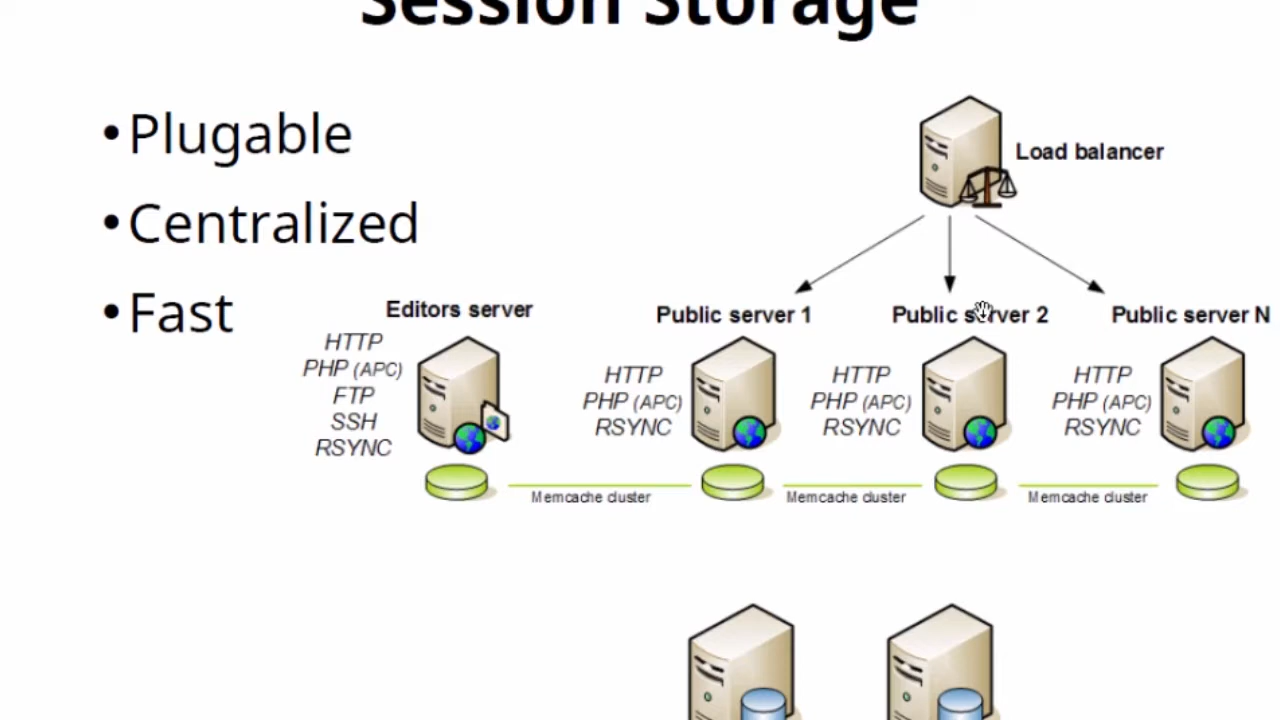 Session Storage
•Plugable
•Centralized
•Fast
Load balancer
Editors server
Public server 1
Public server 2
Public server N
HTTP
PHP (APC)
FTP
SSH
RSYNC
HTTP
PHP (APC)
RSYNC
HTTP
PHP (APC)
RSYNC
HTTP
PHP (APC)
RSYNC
Memcache cluster
Memcache cluster
Memcache cluster